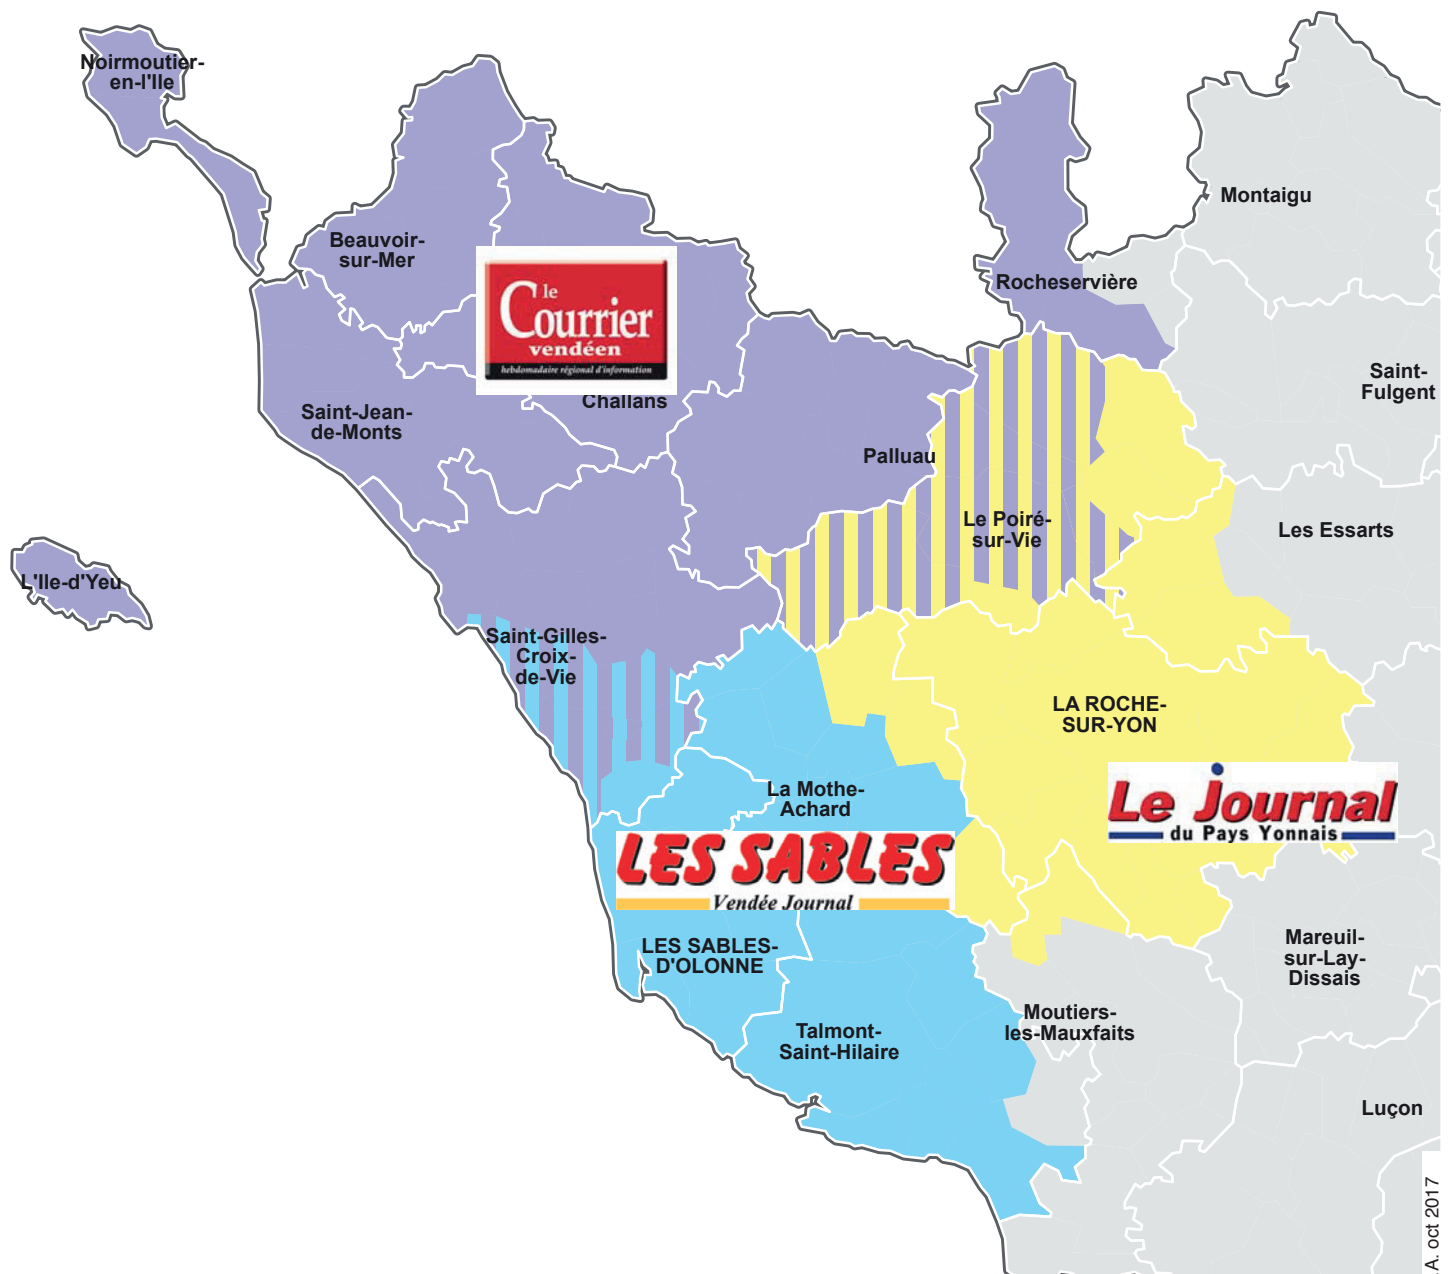 Noirmoutier-
en-l'Ile
Montaigu
Beauvoir-
sur-Mer
Rocheservière
le
Courrier
vendéen
hebdomadaire régional d'information
Challans
Saint-
Fulgent
Saint-Jean-
de-Monts
Palluau
Le Poiré-
sur-Vie
Les Essarts
L'Ile-d'Yeu
Saint-Gilles-
Croix-
de-Vie
LA ROCHE-
SUR-YON
La Mothe-
Achard
Le Journal
du Pays Yonnais
LES SABLES
Vendée Journal
LES SABLES-
D'OLONNE
Mareuil-
sur-Lay-
Dissais
Talmont-
Saint-Hilaire
Moutiers-
les-Mauxfaits
Luçon
.A. oct 2017